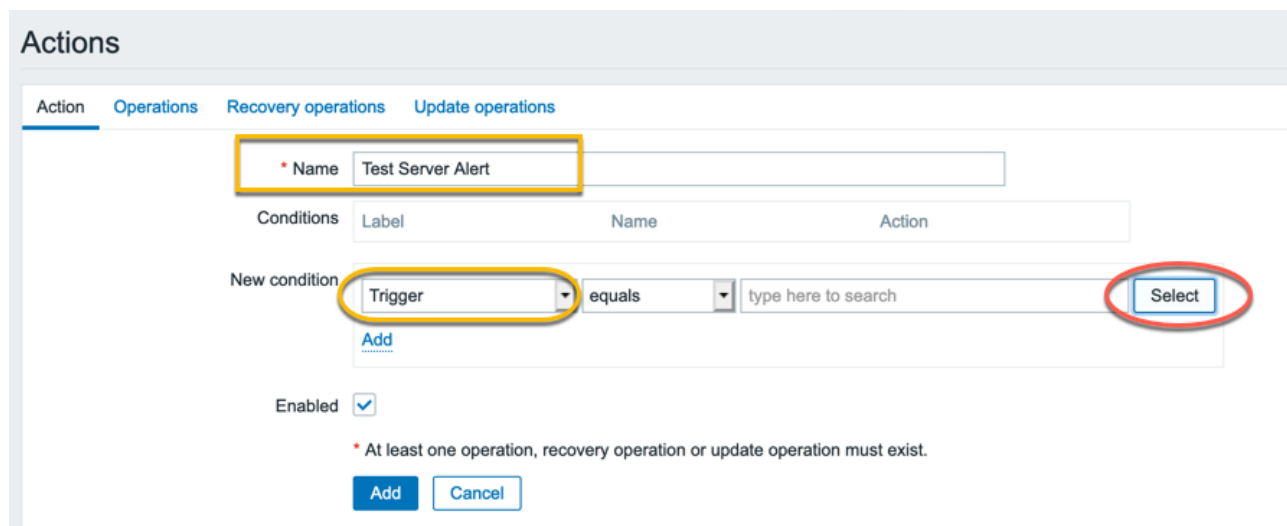 Actions
Action Operations Recovery operations Update operations
* Name Test Server Alert
Conditions Label Name Action
New condition Trigger equals type here to search Select
Add
Enabled
* At least one operation, recovery operation or update operation must exist.
Add Cancel